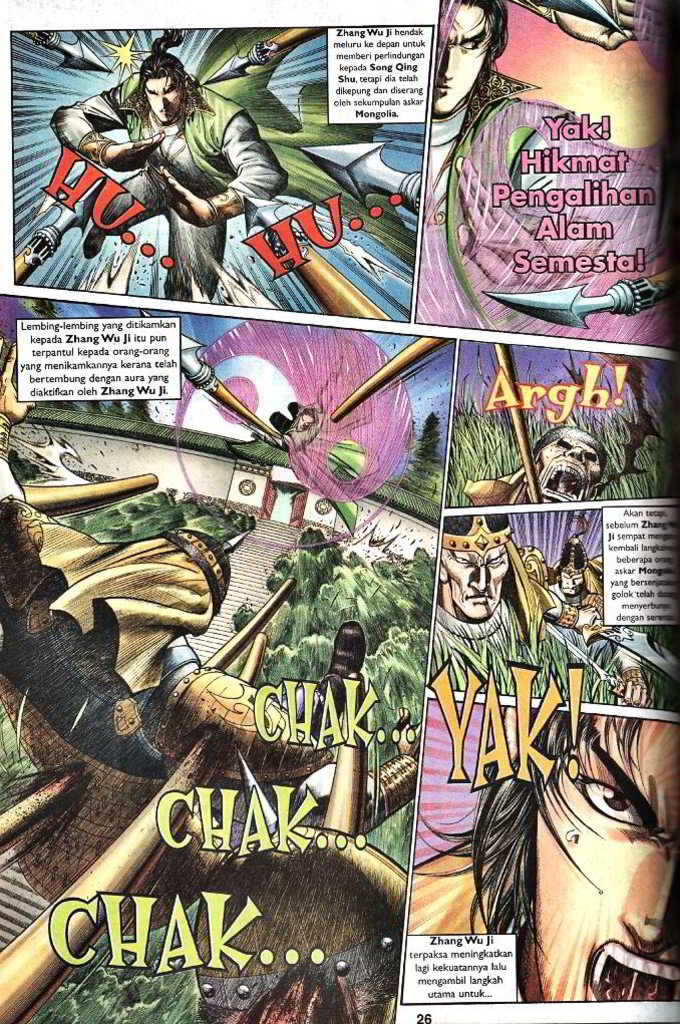 Zhang Wu Ji hendak
meluru ke depan untuk
memberi perlindungan
kepada Song Qing
Shu, tetapi dia telah
dikepung dan diserang
oleh sekumpulan askar
Mongolia.
HU...
HU...
Yak!
Hikmat
Pengalihan
Alam
Semesta!
Lembing-lembing yang ditikamkan
kepada Zhang Wu Ji itu pun
terpantul kepada orang-orang
yang menikamkannya kerana telah
bertembung dengan aura yang
diaktifkan oleh Zhang Wu Ji.
Argh!
Akan tetapi,
sebelum Zhang
Ji sempat
kembali
beberapa
askar
yang
golok telah
menyerbu
dengan
CHAK...
CHAK...
CHAK...
YAK!
Zhang Wu Ji
terpaksa meningkatkan
lagi kekuatannya lalu
mengambil langkah
utama untuk...
26